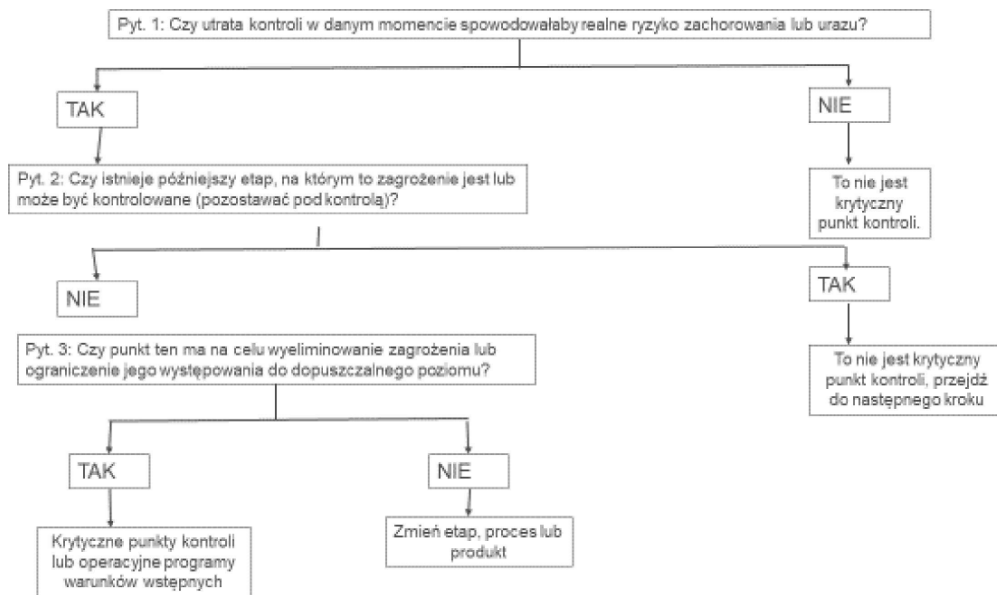 Pyt. 1: Czy utrata kontroli w danym momencie spowodowałaby realne ryzyko zachorowania lub urazu?
TAK
NIE
Pyt. 2: Czy istnieje późniejszy etap, na którym to zagrożenie jest lub
może być kontrolowane (pozostawać pod kontrolą)?
To nie jest
krytyczny
punkt kontroli.
NIE
TAK
Pyt. 3: Czy punkt ten ma na celu wyeliminowanie zagrożenia lub
ograniczenie jego występowania do dopuszczalnego poziomu?
To nie jest krytyczny
punkt kontroli, przejdź
do następnego kroku
TAK
NIE
Krytyczne punkty kontroli
lub operacyjne programy
warunków wstępnych
Zmień etap, proces lub
produkt